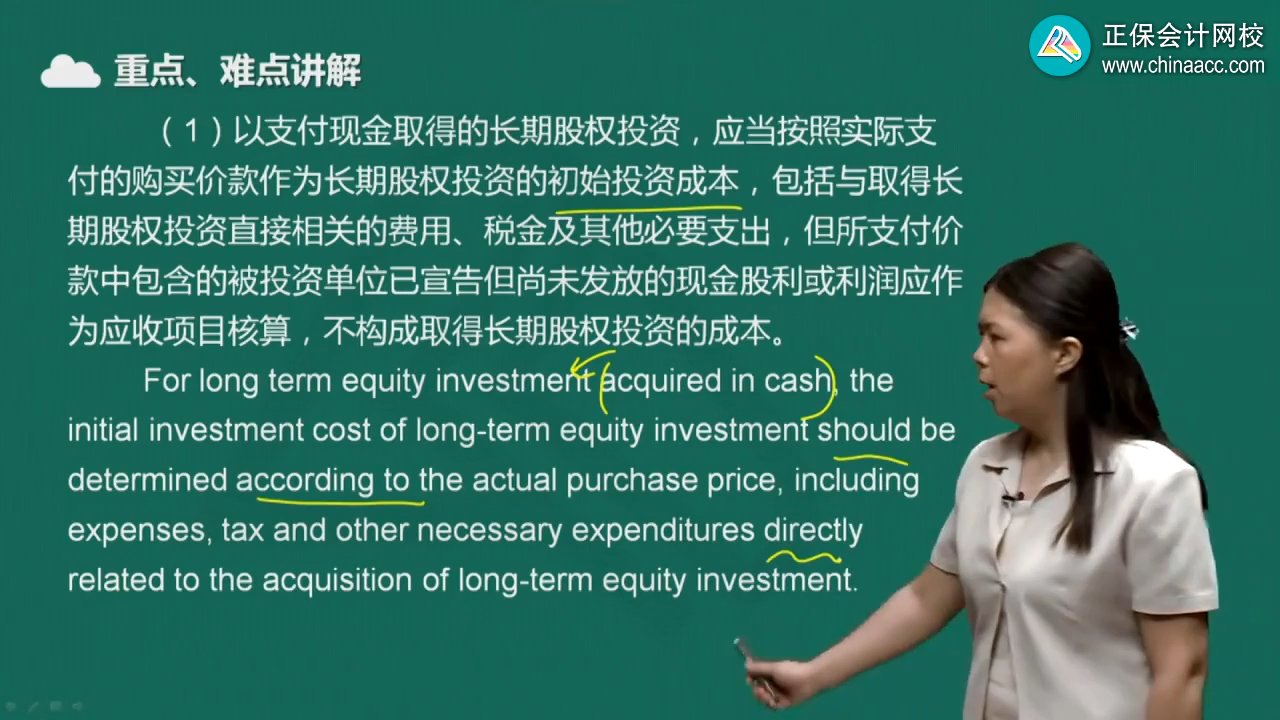 正保会计网校
www.chinaacc.com
重点、难点讲解
（1）以支付现金取得的长期股权投资，应当按照实际支
付的购买价款作为长期股权投资的初始投资成本，包括与取得长
期股权投资直接相关的费用、税金及其他必要支出，但所支付价
款中包含的被投资单位已宣告但尚未发放的现金股利或利润应作
为应收项目核算，不构成取得长期股权投资的成本。
For long term equity investment acquired in cash, the
initial investment cost of long-term equity investment should be
determined according to the actual purchase price, including
expenses, tax and other necessary expenditures directly
related to the acquisition of long-term equity investment.